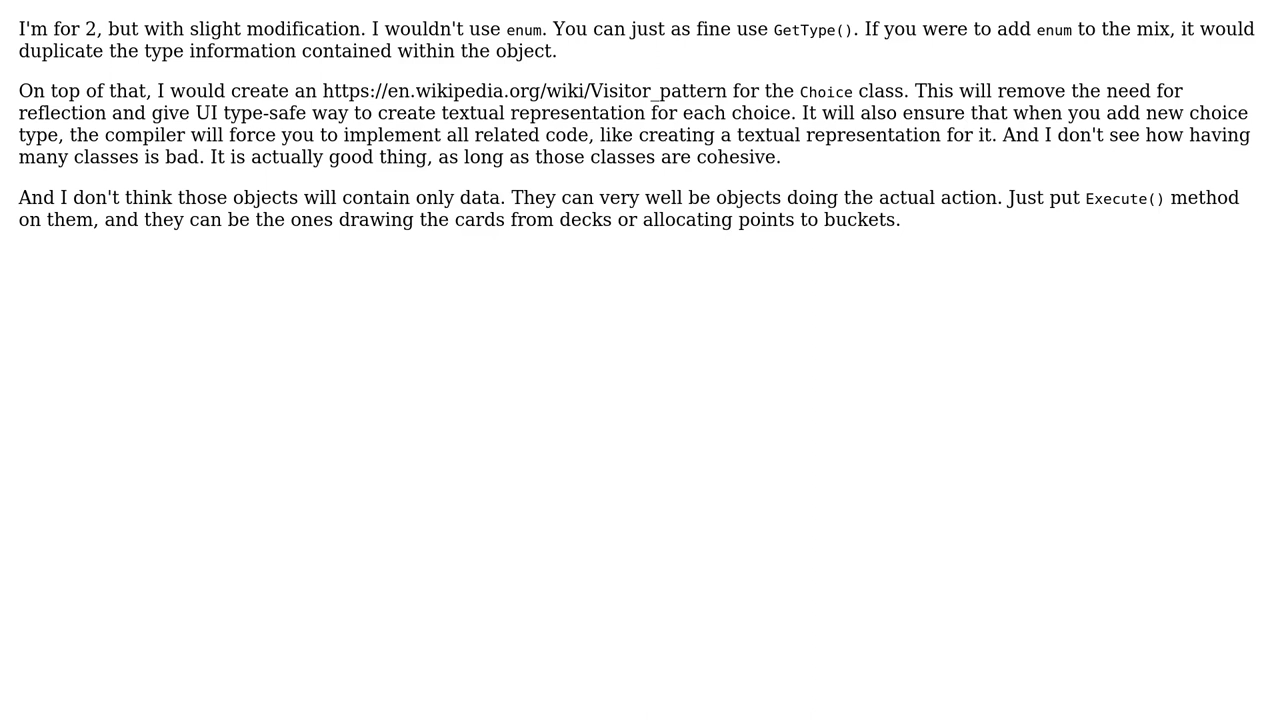 I'm for 2, but with slight modification. I wouldn't use enum. You can just as fine use GetType(). If you were to add enum to the mix, it would
duplicate the type information contained within the object.
On top of that, I would create an https://en.wikipedia.org/wiki/Visitor_pattern for the Choice class. This will remove the need for
reflection and give UI type-safe way to create textual representation for each choice. It will also ensure that when you add new choice
type, the compiler will force you to implement all related code, like creating a textual representation for it. And I don't see how having
many classes is bad. It is actually good thing, as long as those classes are cohesive.
And I don't think those objects will contain only data. They can very well be objects doing the actual action. Just put Execute() method
on them, and they can be the ones drawing the cards from decks or allocating points to buckets.